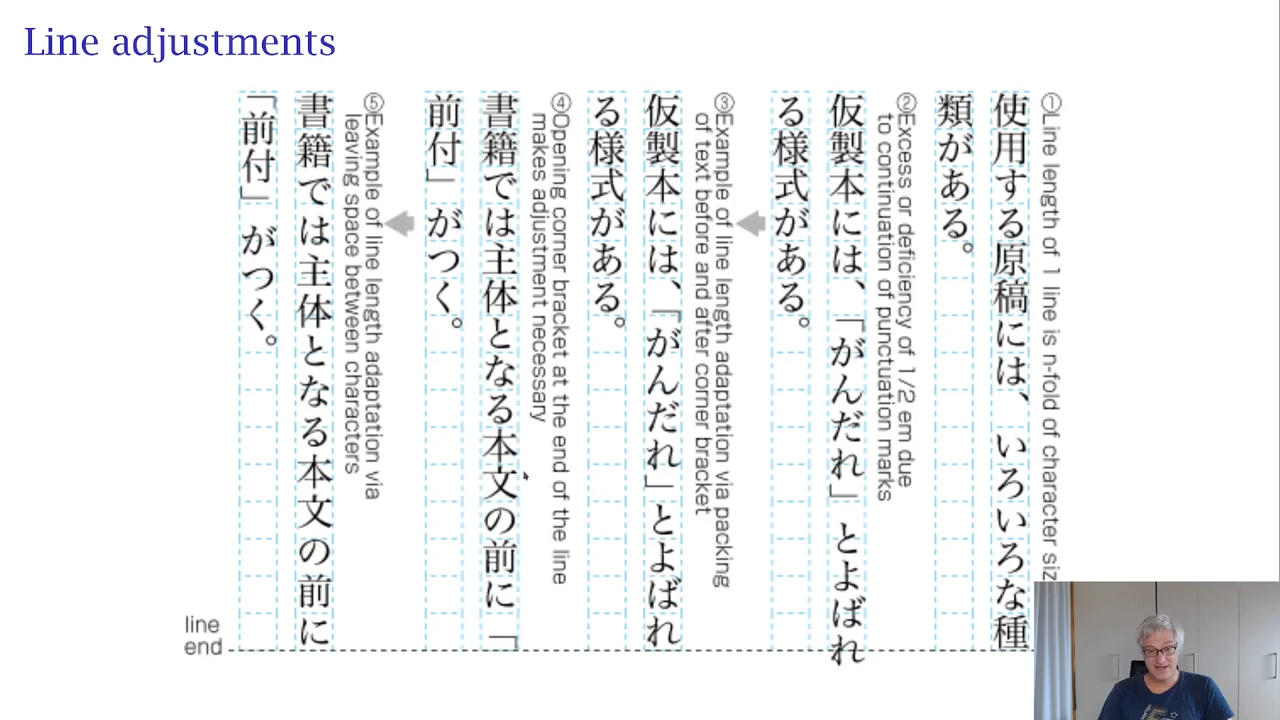 Line adjustments
①Line length of 1 line is n-fold of character siz
使用する原稿には、いろいろな種
類がある。
②Excess or deficiency of 1/2 em due
to continuation of punctuation marks
仮製本には、「がんだれ」とよばれ
る様式がある。
③Example of line length adaptation via packing
of text before and after corner bracket
仮製本には、「がんだれ」とよばれ
る様式がある。
④Opening corner bracket at the end of the line
makes adjustment necessary
書籍では主体となる本文の前に「
前付」がつく。
⑤Example of line length adaptation via
leaving space between characters
書籍では主体となる本文の前に
「前付」がつく。
line
end